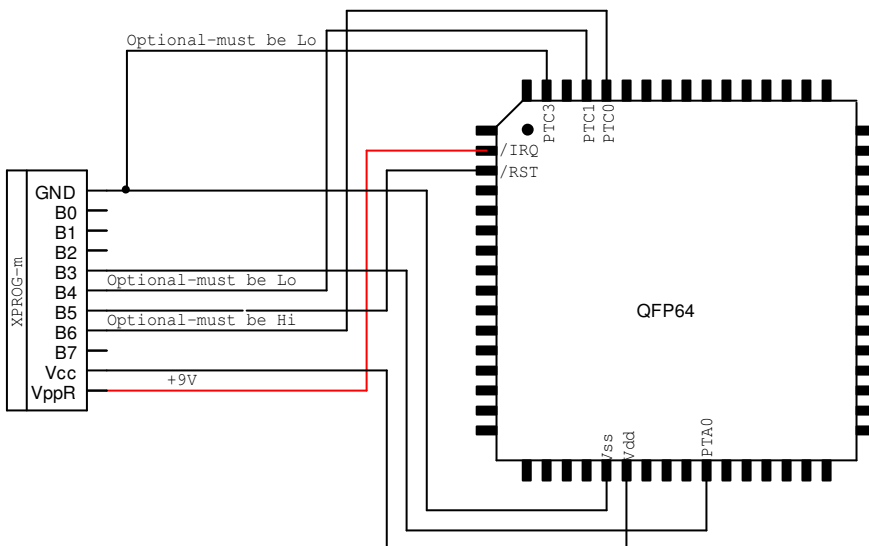 Optional-must be Lo
PTC3
PTC1
PTC0
/IRQ
/RST
XPROG-m
GND
B0
B1
B2
B3
B4
Optional-must be Lo
B5
B6
Optional-must be Hi
B7
Vcc
VppR
+9V
QFP64
Vss
Vdd
PTA0